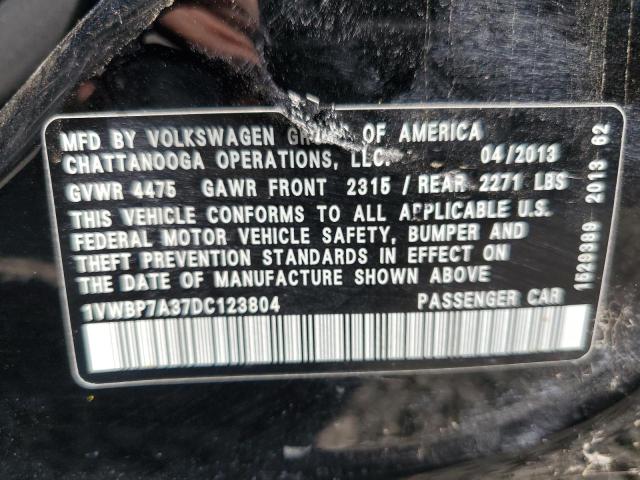 MFD BY VOLKSWAGEN OF AMERICA
CHATTANOOGA OPERATIONS, LLC. 04/2013
GVWR 4475 GAWR FRONT 2315 / REAR 2271 LBS
THIS VEHICLE CONFORMS TO ALL APPLICABLE U.S.
FEDERAL MOTOR VEHICLE SAFETY, BUMPER AND
THEFT PREVENTION STANDARDS IN EFFECT ON
THE DATE OF MANUFACTURE SHOWN ABOVE
1VWBP7A37DC123804 PASSENGER CAR
1529389 2013 62